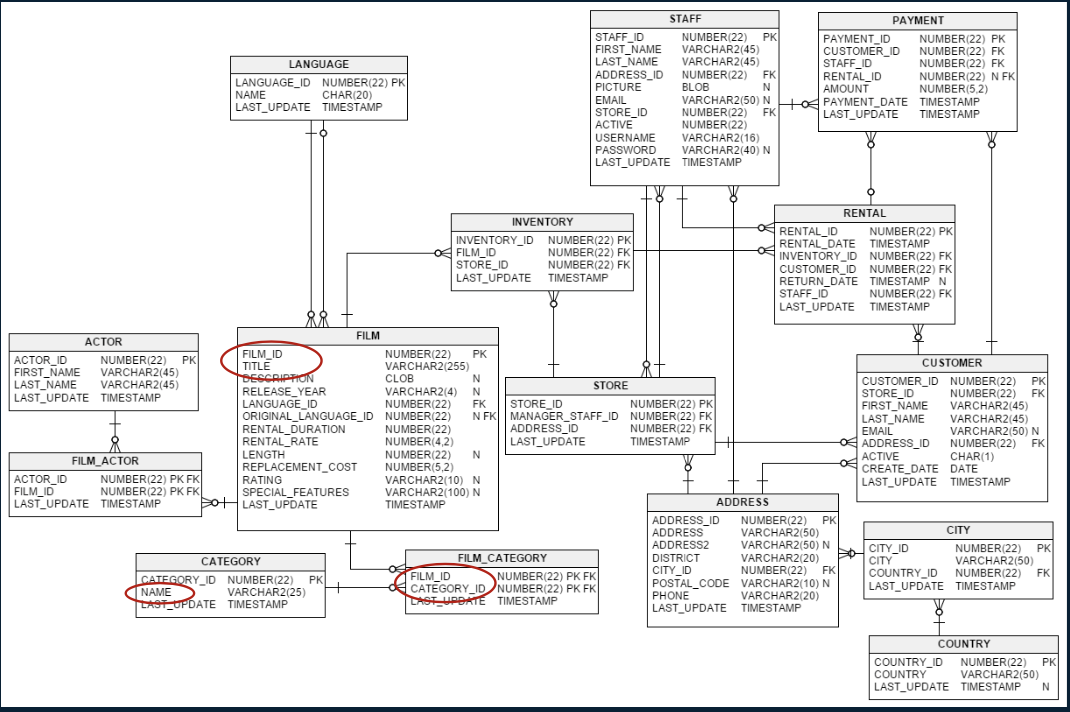 STAFF
STAFF_ID NUMBER(22) PK
FIRST_NAME VARCHAR2(45)
LAST_NAME VARCHAR2(45)
ADDRESS_ID NUMBER(22) FK
PICTURE BLOB N
EMAIL VARCHAR2(50) N
STORE_ID NUMBER(22) FK
ACTIVE NUMBER(22)
USERNAME VARCHAR2(16)
PASSWORD VARCHAR2(40) N
LAST_UPDATE TIMESTAMP
PAYMENT
PAYMENT_ID NUMBER(22) PK
CUSTOMER_ID NUMBER(22) FK
STAFF_ID NUMBER(22) FK
RENTAL_ID NUMBER(22) N FK
AMOUNT NUMBER(5,2)
PAYMENT_DATE TIMESTAMP
LAST_UPDATE TIMESTAMP
LANGUAGE
LANGUAGE_ID NUMBER(22) PK
NAME CHAR(20)
LAST_UPDATE TIMESTAMP
INVENTORY
INVENTORY_ID NUMBER(22) PK
FILM_ID NUMBER(22) FK
STORE_ID NUMBER(22) FK
LAST_UPDATE TIMESTAMP
RENTAL
RENTAL_ID NUMBER(22) PK
RENTAL_DATE TIMESTAMP
INVENTORY_ID NUMBER(22) FK
CUSTOMER_ID NUMBER(22) FK
RETURN_DATE TIMESTAMP N
STAFF_ID NUMBER(22) FK
LAST_UPDATE TIMESTAMP
ACTOR
ACTOR_ID NUMBER(22) PK
FIRST_NAME VARCHAR2(45)
LAST_NAME VARCHAR2(45)
LAST_UPDATE TIMESTAMP
FILM
FILM_ID NUMBER(22) PK
TITLE VARCHAR2(255)
DESCRIPTION CLOB N
RELEASE_YEAR VARCHAR2(4) N
LANGUAGE_ID NUMBER(22) FK
ORIGINAL_LANGUAGE_ID NUMBER(22) N FK
RENTAL_DURATION NUMBER(22)
RENTAL_RATE NUMBER(4,2)
LENGTH NUMBER(22) N
REPLACEMENT_COST NUMBER(5,2)
RATING VARCHAR2(10) N
SPECIAL_FEATURES VARCHAR2(100) N
LAST_UPDATE TIMESTAMP
STORE
STORE_ID NUMBER(22) PK
MANAGER_STAFF_ID NUMBER(22) FK
ADDRESS_ID NUMBER(22) FK
LAST_UPDATE TIMESTAMP
CUSTOMER
CUSTOMER_ID NUMBER(22) PK
STORE_ID NUMBER(22) FK
FIRST_NAME VARCHAR2(45)
LAST_NAME VARCHAR2(45)
EMAIL VARCHAR2(50) N
ADDRESS_ID NUMBER(22) FK
ACTIVE CHAR(1)
CREATE_DATE DATE
LAST_UPDATE TIMESTAMP
FILM_ACTOR
ACTOR_ID NUMBER(22) PK FK
FILM_ID NUMBER(22) PK FK
LAST_UPDATE TIMESTAMP
CATEGORY
CATEGORY_ID NUMBER(22) PK
NAME VARCHAR2(25)
LAST_UPDATE TIMESTAMP
FILM_CATEGORY
FILM_ID NUMBER(22) PK FK
CATEGORY_ID NUMBER(22) PK FK
LAST_UPDATE TIMESTAMP
ADDRESS
ADDRESS_ID NUMBER(22) PK
ADDRESS VARCHAR2(50)
ADDRESS2 VARCHAR2(50) N
DISTRICT VARCHAR2(20)
CITY_ID NUMBER(22) FK
POSTAL_CODE VARCHAR2(10) N
PHONE VARCHAR2(20)
LAST_UPDATE TIMESTAMP
CITY
CITY_ID NUMBER(22) PK
CITY VARCHAR2(50)
COUNTRY_ID NUMBER(22) FK
LAST_UPDATE TIMESTAMP
COUNTRY
COUNTRY_ID NUMBER(22) PK
COUNTRY VARCHAR2(50)
LAST_UPDATE TIMESTAMP N